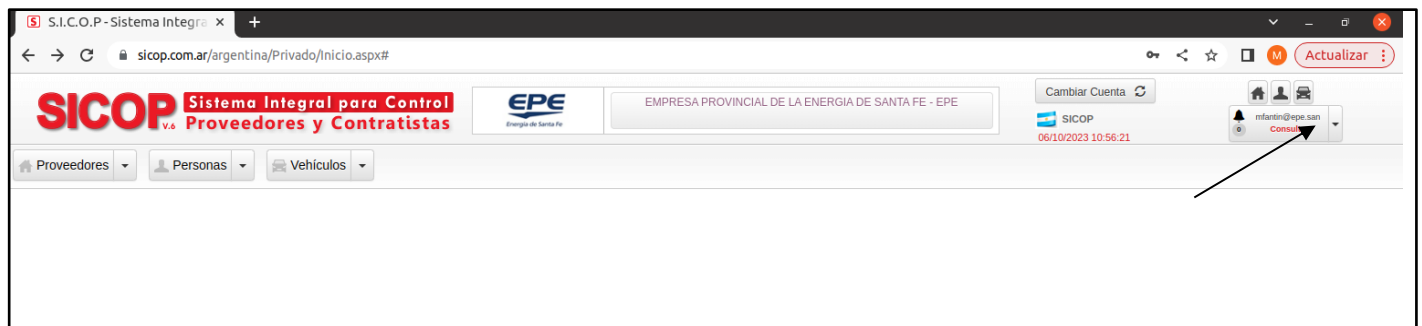 S S.I.C.O.P - Sistema Integra
sicop.com.ar/argentina/Privado/Inicio.aspx#
M
Actualizar
SICOP V.6 Sistema Integral para Control
Proveedores y Contratistas
EPE
Energía de Santa Fe
EMPRESA PROVINCIAL DE LA ENERGIA DE SANTA FE - EPE
Cambiar Cuenta
SICOP
06/10/2023 10:56:21
0
mfantin@epe.san
Proveedores
Personas
Vehículos